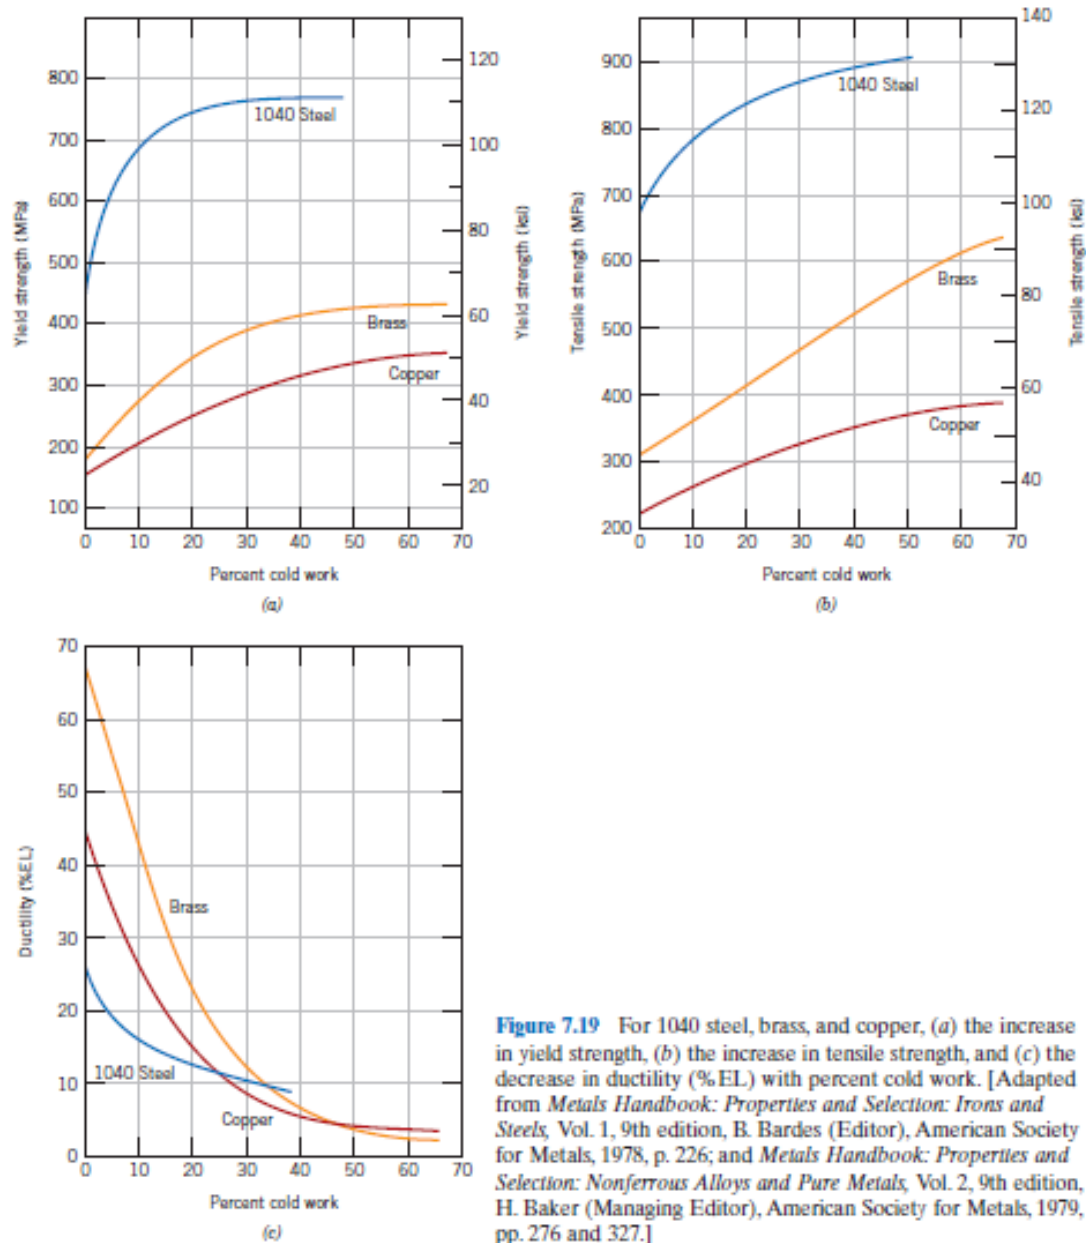 140
120
800
900
1040 Steel
1040 Steel
120
700
100
800
600
700
100
80
500
600
Brass
400
Brass
60
80
500
300
Copper
40
400
60
200
Copper
300
20
40
100
200
0 10 20 30 40 50 60 70
0 10 20 30 40 50 60 70
Yield strength (MPa)
Yield strength (ksi)
Tensile strength (MPa)
Tensile strength (ksi)
Percent cold work
Percent cold work
(a)
(b)
70
60
50
40
Brass
30
20
1040 Steel
10
Copper
0
0 10 20 30 40 50 60 70
Ductility (%EL)
Percent cold work
(c)
Figure 7.19 For 1040 steel, brass, and copper, (a) the increase
in yield strength, (b) the increase in tensile strength, and (c) the
decrease in ductility (%EL) with percent cold work. [Adapted
from Metals Handbook: Properties and Selection: Irons and
Steels, Vol. 1, 9th edition, B. Bardes (Editor), American Society
for Metals, 1978, p. 226; and Metals Handbook: Properties and
Selection: Nonferrous Alloys and Pure Metals, Vol. 2, 9th edition,
H. Baker (Managing Editor), American Society for Metals, 1979,
pp. 276 and 327.]